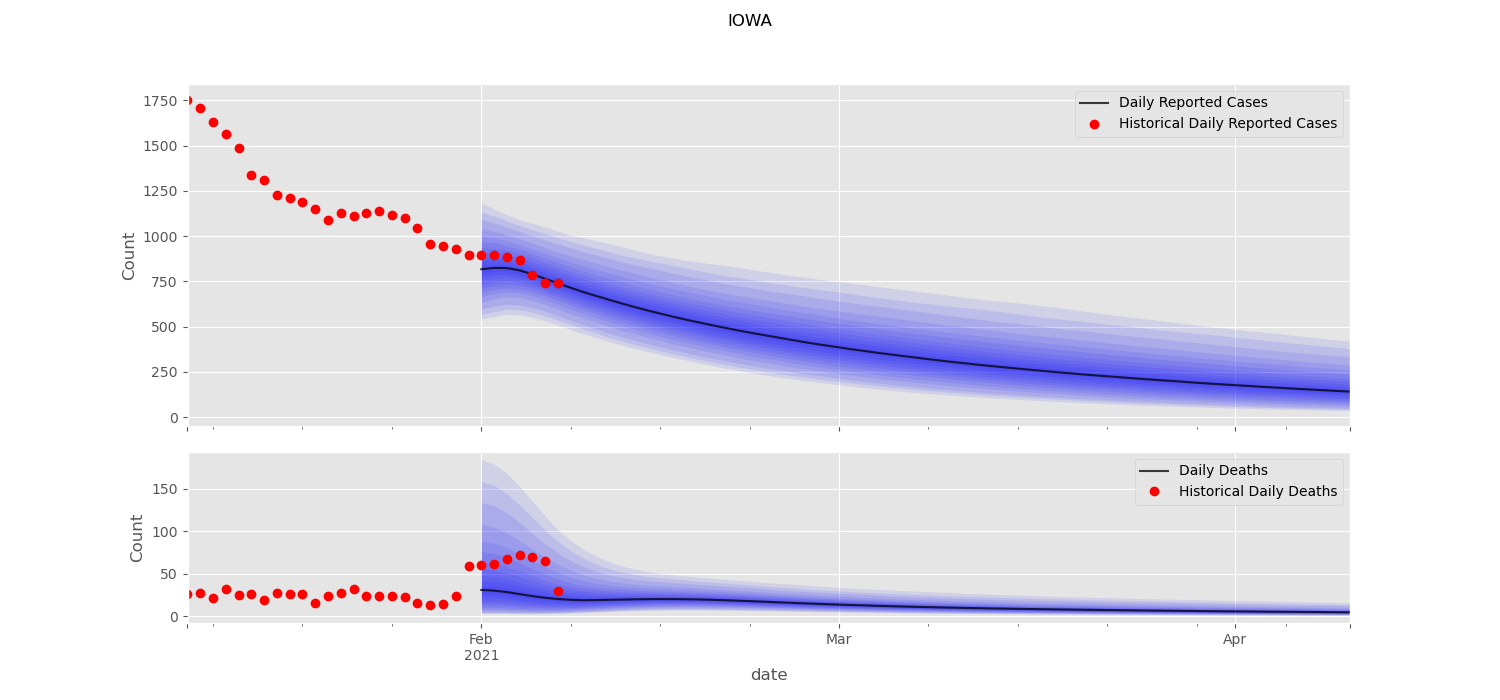 IOWA
1750
1500
1250
1000
750
500
250
0
Count
Daily Reported Cases
Historical Daily Reported Cases
150
100
50
0
Count
Daily Deaths
Historical Daily Deaths
Feb
2021
Mar
Apr
date